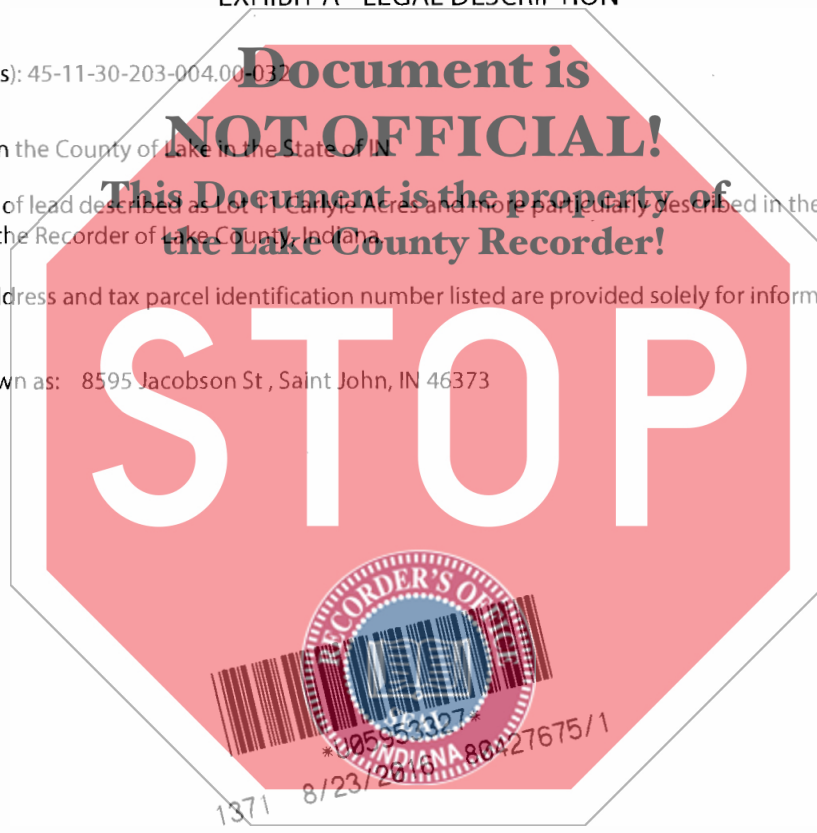 EXHIBIT A - LEGAL DESCRIPTION
Document is
s): 45-11-30-203-004.00-032
NOT OFFICIAL!
n the County of Lake in the State of IN
This Document is the property of
of lead described as Lot 11 Carlyle Acres and more particularly described in the
the Recorder of Lake County, Indiana
the Lake County Recorder!
dress and tax parcel identification number listed are provided solely for inform
wn as: 8595 Jacobson St , Saint John, IN 46373
STOP
RECORDER'S OFFICE
*U05953327*
INDIANA
1371 8/23/2016 80427675/1